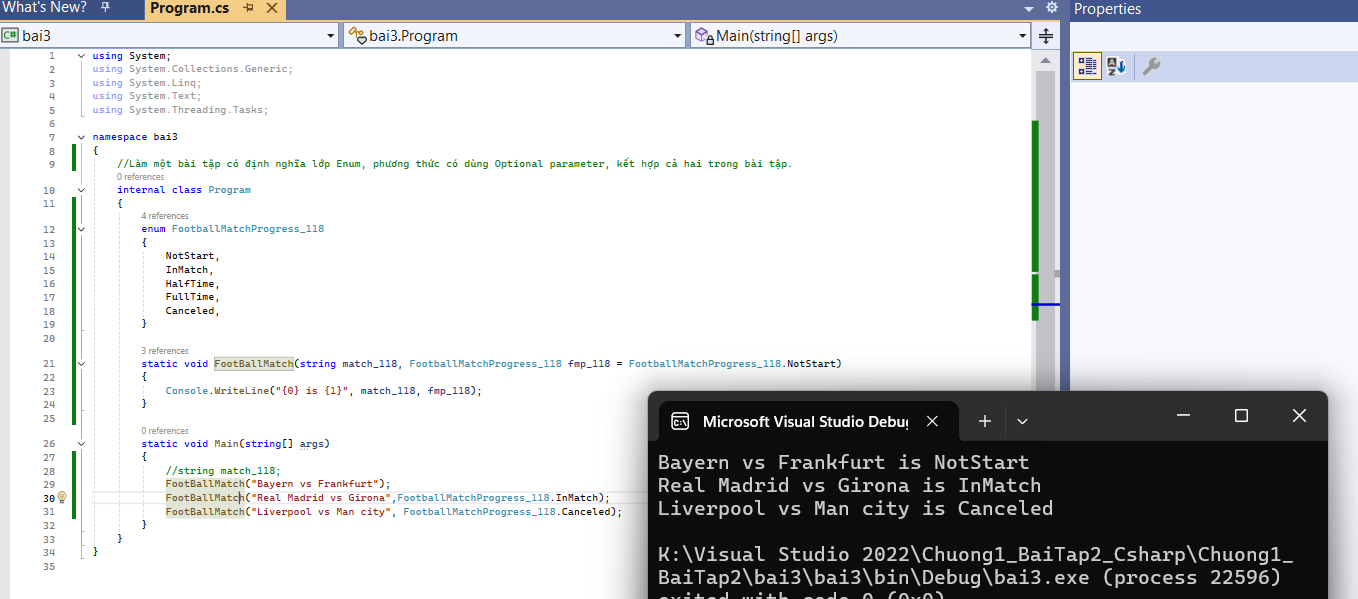 What's New?
Program.cs
Properties
bai3
bai3.Program
Main(string[] args)
1 using System;
2 using System.Collections.Generic;
3 using System.Linq;
4 using System.Text;
5 using System.Threading.Tasks;
6
7 namespace bai3
8 {
9 //Làm một bài tập có định nghĩa lớp Enum, phương thức có dùng Optional parameter, kết hợp cả hai trong bài tập.
0 references
10 internal class Program
11 {
4 references
12 enum FootballMatchProgress_118
13 {
14 NotStart,
15 InMatch,
16 HalfTime,
17 FullTime,
18 Canceled,
19 }
20
3 references
21 static void FootBallMatch(string match_118, FootballMatchProgress_118 fmp_118 = FootballMatchProgress_118.NotStart)
22 {
23 Console.WriteLine("{0} is {1}", match_118, fmp_118);
24 }
25
0 references
26 static void Main(string[] args)
27 {
28 //string match_118;
29 FootBallMatch("Bayern vs Frankfurt");
30 FootBallMatch("Real Madrid vs Girona",FootballMatchProgress_118.InMatch);
31 FootBallMatch("Liverpool vs Man city", FootballMatchProgress_118.Canceled);
32 }
33 }
34 }
35
Microsoft Visual Studio Debug
Bayern vs Frankfurt is NotStart
Real Madrid vs Girona is InMatch
Liverpool vs Man city is Canceled
K:\Visual Studio 2022\Chuong1_BaiTap2_Csharp\Chuong1_
BaiTap2\bai3\bai3\bin\Debug\bai3.exe (process 22596)
exited with code 0 (0x0)